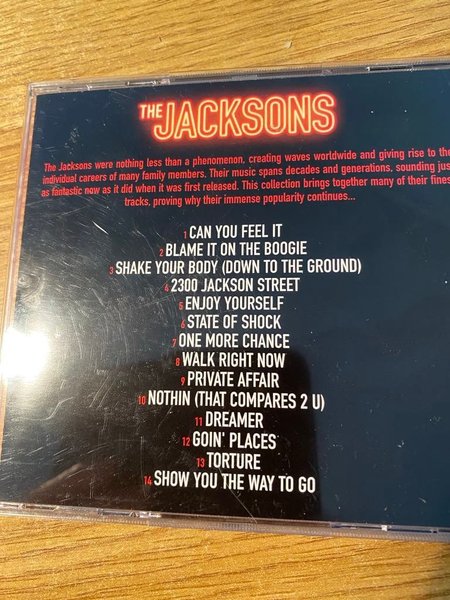 THE JACKSONS
The Jacksons were nothing less than a phenomenon, creating waves worldwide and giving rise to the
individual careers of many family members. Their music spans decades and generations, sounding
as fantastic now as it did when it was first released. This collection brings together many of their
tracks, proving why their immense popularity continues...
1 CAN YOU FEEL IT
2 BLAME IT ON THE BOOGIE
3 SHAKE YOUR BODY (DOWN TO THE GROUND)
4 2300 JACKSON STREET
5 ENJOY YOURSELF
6 STATE OF SHOCK
7 ONE MORE CHANCE
8 WALK RIGHT NOW
9 PRIVATE AFFAIR
10 NOTHIN (THAT COMPARES 2 U)
11 DREAMER
12 GOIN' PLACES
13 TORTURE
14 SHOW YOU THE WAY TO GO